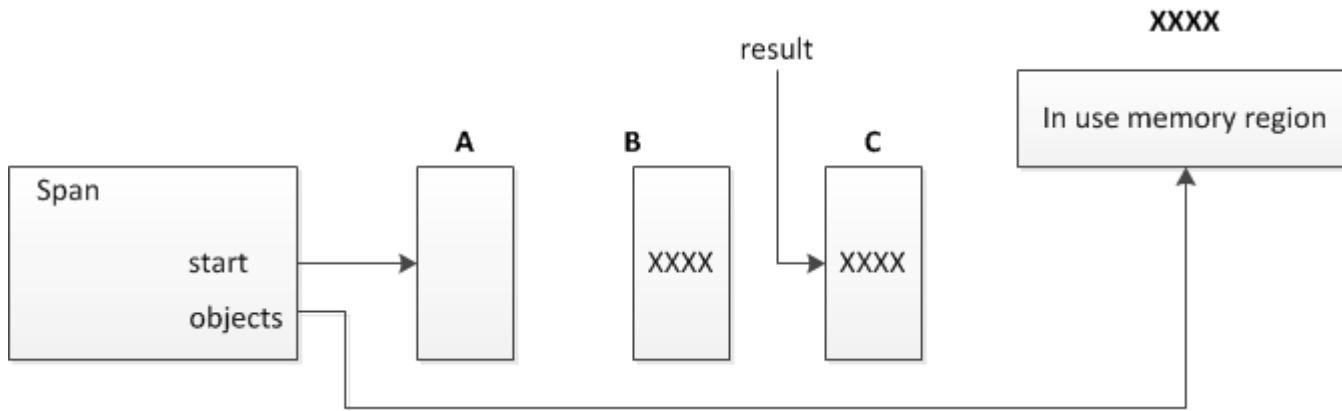 XXXX
result
In use memory region
A
B
C
Span
XXXX
XXXX
start
objects